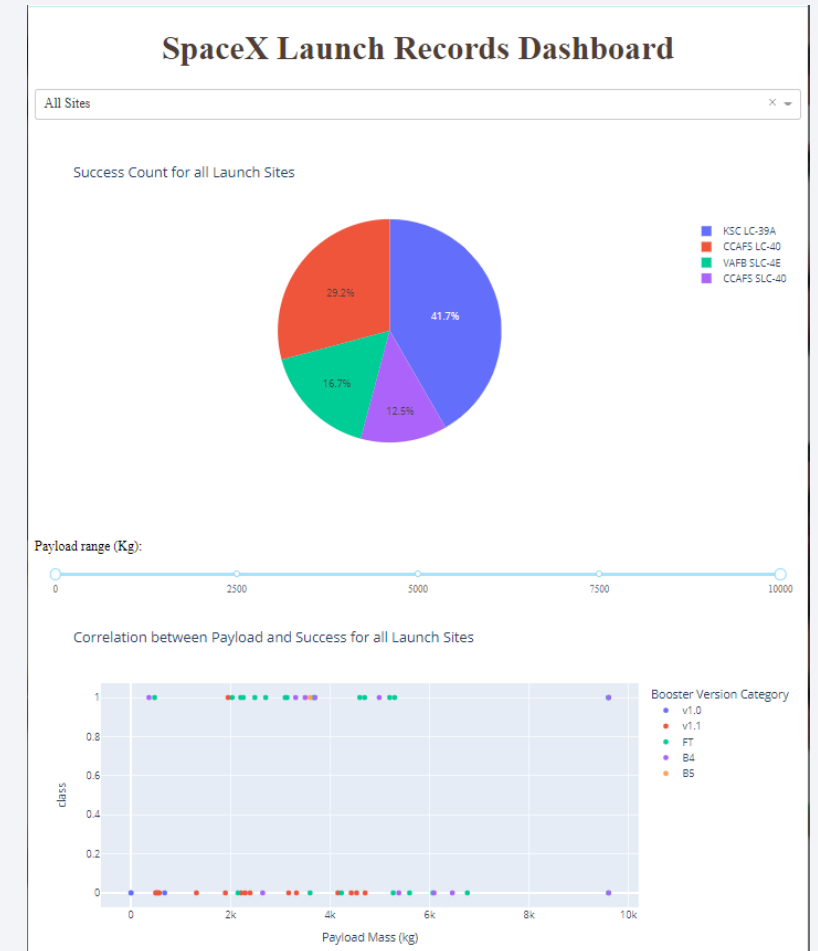 SpaceX Launch Records Dashboard
All Sites
×
Success Count for all Launch Sites
KSC LC-39A
CCAFS LC-40
VAFB SLC-4E
CCAFS SLC-40
29.2%
41.7%
16.7%
12.5%
Payload range (Kg):
0 2500 5000 7500 10000
Correlation between Payload and Success for all Launch Sites
Booster Version Category
v1.0
v1.1
FT
B4
B5
1
0.8
0.6
0.4
0.2
0
class
0 2k 4k 6k 8k 10k
Payload Mass (kg)